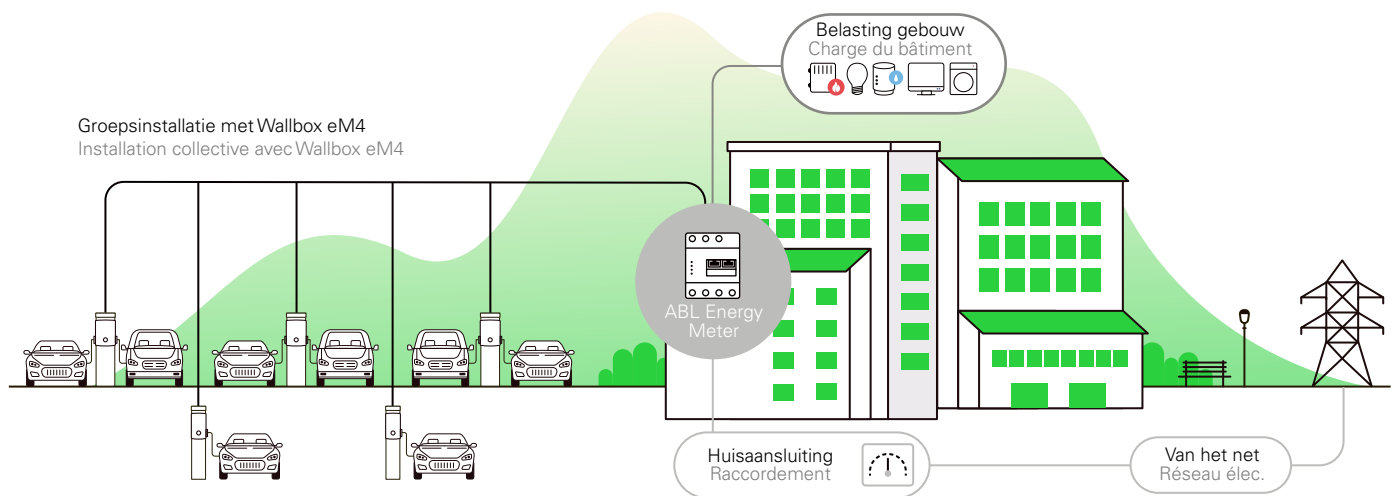 Belasting gebouw
Charge du bâtiment
Groepsinstallatie met Wallbox eM4
Installation collective avec Wallbox eM4
ABL Energy
Meter
Huisaansluiting
Raccordement
Van het net
Réseau élec.